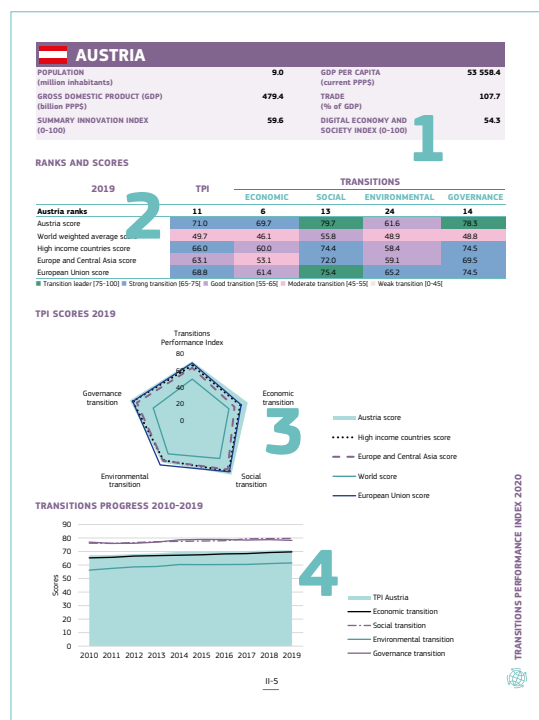 AUSTRIA
POPULATION 9.0 GDP PER CAPITA 53 558.4
(million inhabitants) (current PPP$)
GROSS DOMESTIC PRODUCT (GDP) 479.4 TRADE 107.7
(billion PPP$) (% of GDP)
SUMMARY INNOVATION INDEX 59.6 DIGITAL ECONOMY AND 54.3
(0-100) SOCIETY INDEX (0-100)
1
RANKS AND SCORES
2019 TPI TRANSITIONS
ECONOMIC SOCIAL ENVIRONMENTAL GOVERNANCE
2
Austria ranks 11 6 13 24 14
Austria score 71.0 69.7 79.7 61.6 78.3
World weighted average score 49.7 46.1 55.8 48.9 48.8
High income countries score 66.0 60.0 74.4 58.4 74.5
Europe and Central Asia score 63.1 53.1 72.0 59.1 69.5
European Union score 68.8 61.4 75.4 65.2 74.5
Transition leader [75-100] Strong transition [65-75[ Good transition [55-65[ Moderate transition [45-55[ Weak transition [0-45[
TPI SCORES 2019
Transitions
Performance Index
80
60
40
20
0
Governance
transition
Economic
transition
Environmental
transition
Social
transition
3
Austria score
High income countries score
Europe and Central Asia score
World score
European Union score
TRANSITIONS PROGRESS 2010-2019
90
80
70
60
50
40
30
20
10
0
Scores
2010 2011 2012 2013 2014 2015 2016 2017 2018 2019
4
TPI Austria
Economic transition
Social transition
Environmental transition
Governance transition
TRANSITIONS PERFORMANCE INDEX 2020
II-5